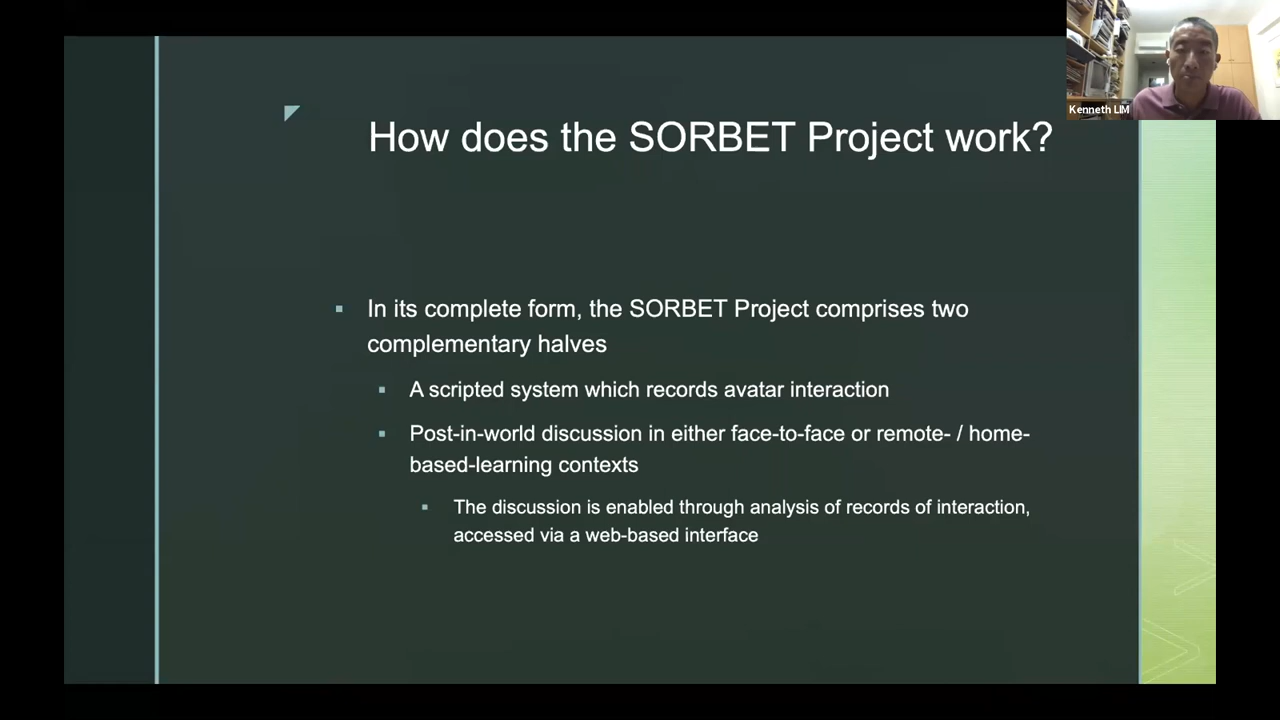 How does the SORBET Project work?
In its complete form, the SORBET Project comprises two
complementary halves
A scripted system which records avatar interaction
Post-in-world discussion in either face-to-face or remote- / home-
based-learning contexts
The discussion is enabled through analysis of records of interaction,
accessed via a web-based interface
Kenneth LIM